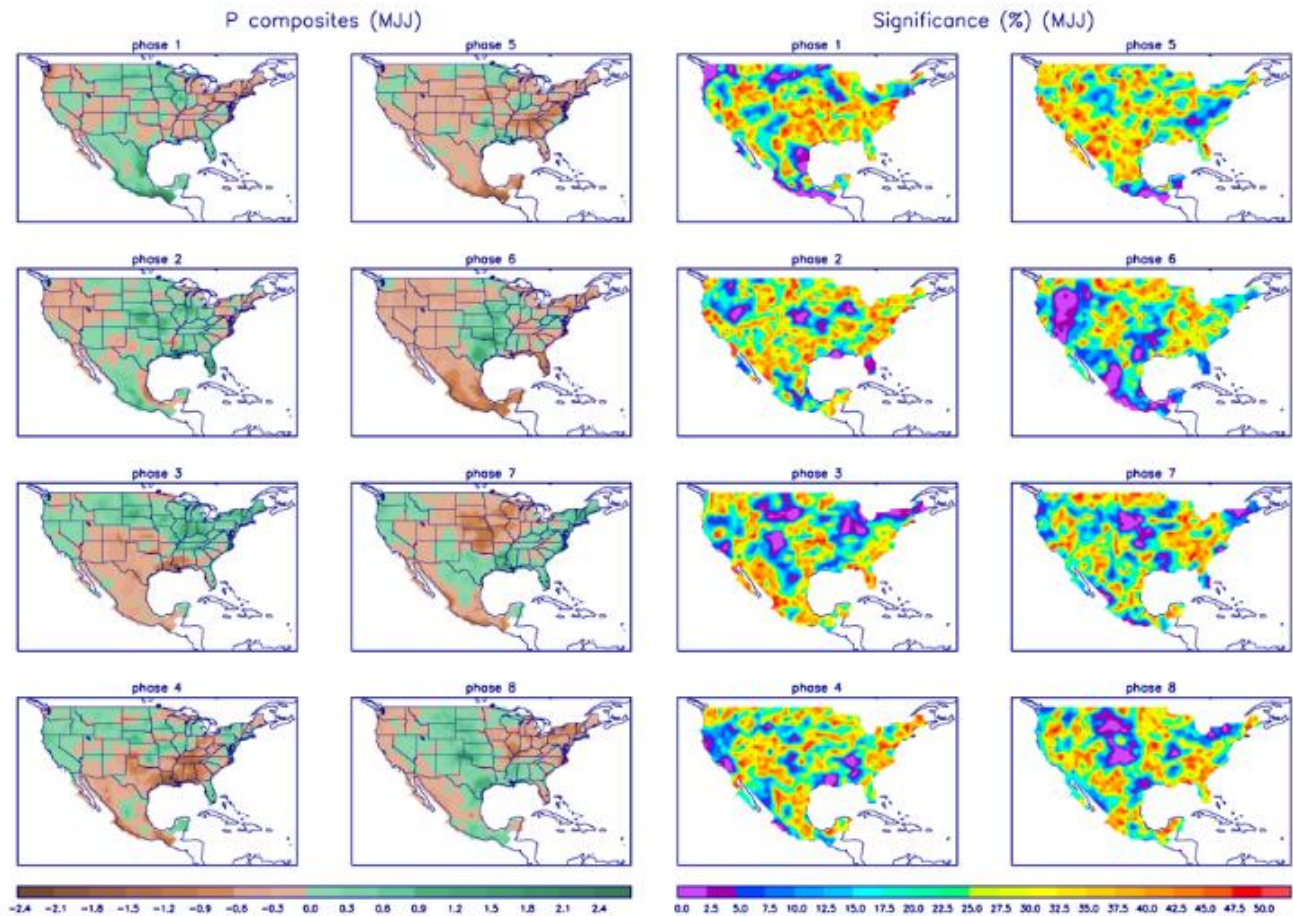 P composites (MJJ) Significance (%) (MJJ)
phase 1 phase 5 phase 1 phase 5
phase 2 phase 6 phase 2 phase 6
phase 3 phase 7 phase 3 phase 7
phase 4 phase 8 phase 4 phase 8
-2.4 -2.1 -1.8 -1.5 -1.2 -0.9 -0.6 -0.3 0.0 0.3 0.6 0.9 1.2 1.5 1.8 2.1 2.4 0.0 2.5 5.0 7.5 10.0 12.5 15.0 17.5 20.0 22.5 25.0 27.5 30.0 32.5 35.0 37.5 40.0 42.5 45.0 47.5 50.0